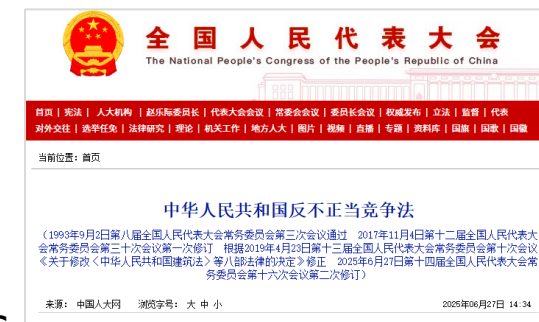 全国人民代表大会
The National People's Congress of the People's Republic of China
首页 | 宪法 | 人大机构 | 赵乐际委员长 | 代表大会会议 | 常委会会议 | 委员长会议 | 权威发布 | 立法 | 监督 | 代表
对外交往 | 选举任免 | 法律研究 | 理论 | 机关工作 | 地方人大 | 图片 | 视频 | 直播 | 专题 | 资料库 | 国旗 | 国歌 | 国徽
当前位置：首页
中华人民共和国反不正当竞争法
（1993年9月2日第八届全国人民代表大会常务委员会第三次会议通过 2017年11月4日第十二届全国人民代表大
会常务委员会第三十次会议第一次修订 根据2019年4月23日第十三届全国人民代表大会常务委员会第十次会议
《关于修改〈中华人民共和国建筑法〉等八部法律的决定》修正 2025年6月27日第十四届全国人民代表大会常
务委员会第十六次会议第二次修订）
来源： 中国人大网 浏览字号： 大 中 小 2025年06月27日 14:34